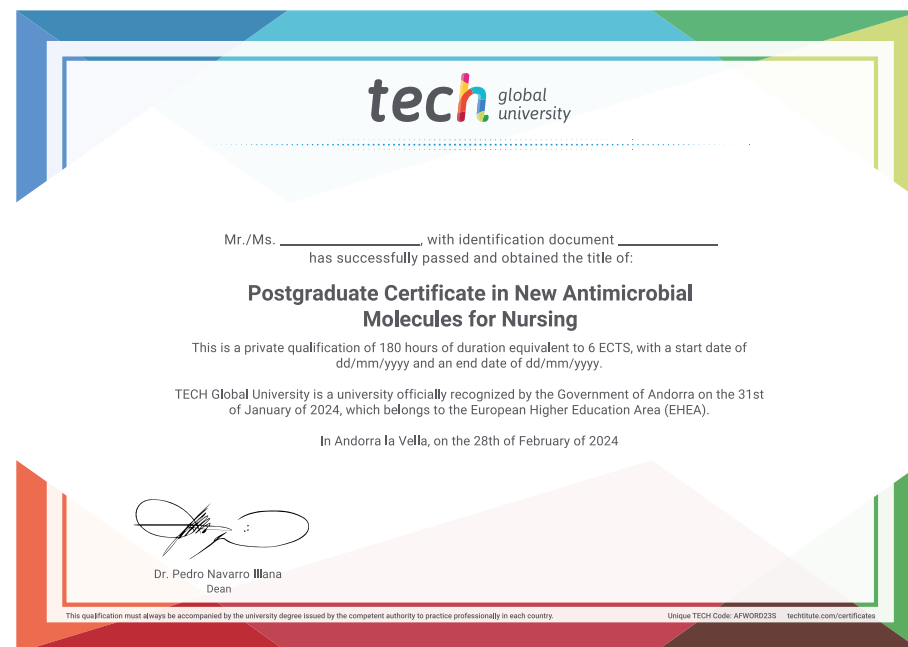 tech global university
Mr./Ms. ____________________, with identification document ______________
has successfully passed and obtained the title of:
Postgraduate Certificate in New Antimicrobial
Molecules for Nursing
This is a private qualification of 180 hours of duration equivalent to 6 ECTS, with a start date of
dd/mm/yyyy and an end date of dd/mm/yyyy.
TECH Global University is a university officially recognized by the Government of Andorra on the 31st
of January of 2024, which belongs to the European Higher Education Area (EHEA).
In Andorra la Vella, on the 28th of February of 2024
Dr. Pedro Navarro Illana
Dean
This qualification must always be accompanied by the university degree issued by the competent authority to practice professionally in each country.
Unique TECH Code: AFWORD23S techtitute.com/certificates